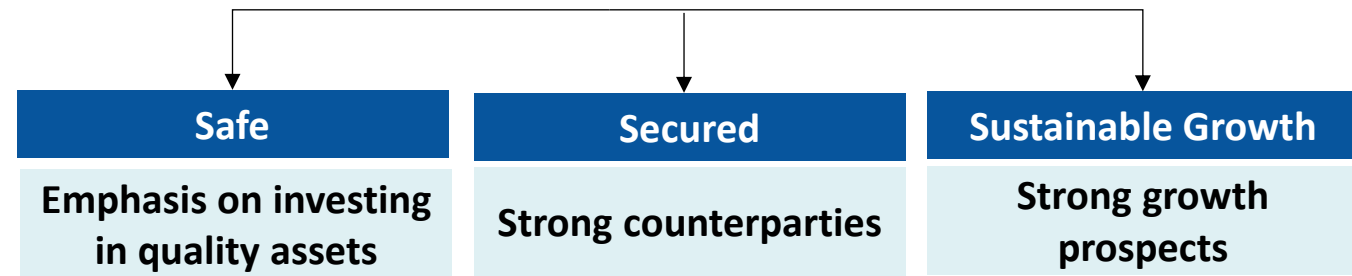 Safe
Emphasis on investing
in quality assets
Secured
Strong counterparties
Sustainable Growth
Strong growth
prospects